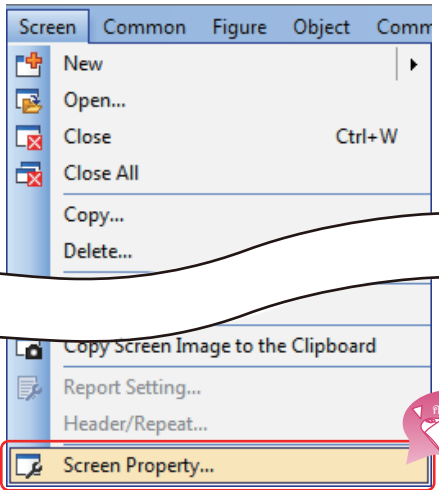 Screen Common Figure Object Comm
New
Open...
Close Ctrl+W
Close All
Copy...
Delete...
Copy Screen Image to the Clipboard
Report Setting...
Header/Repeat...
Screen Property...